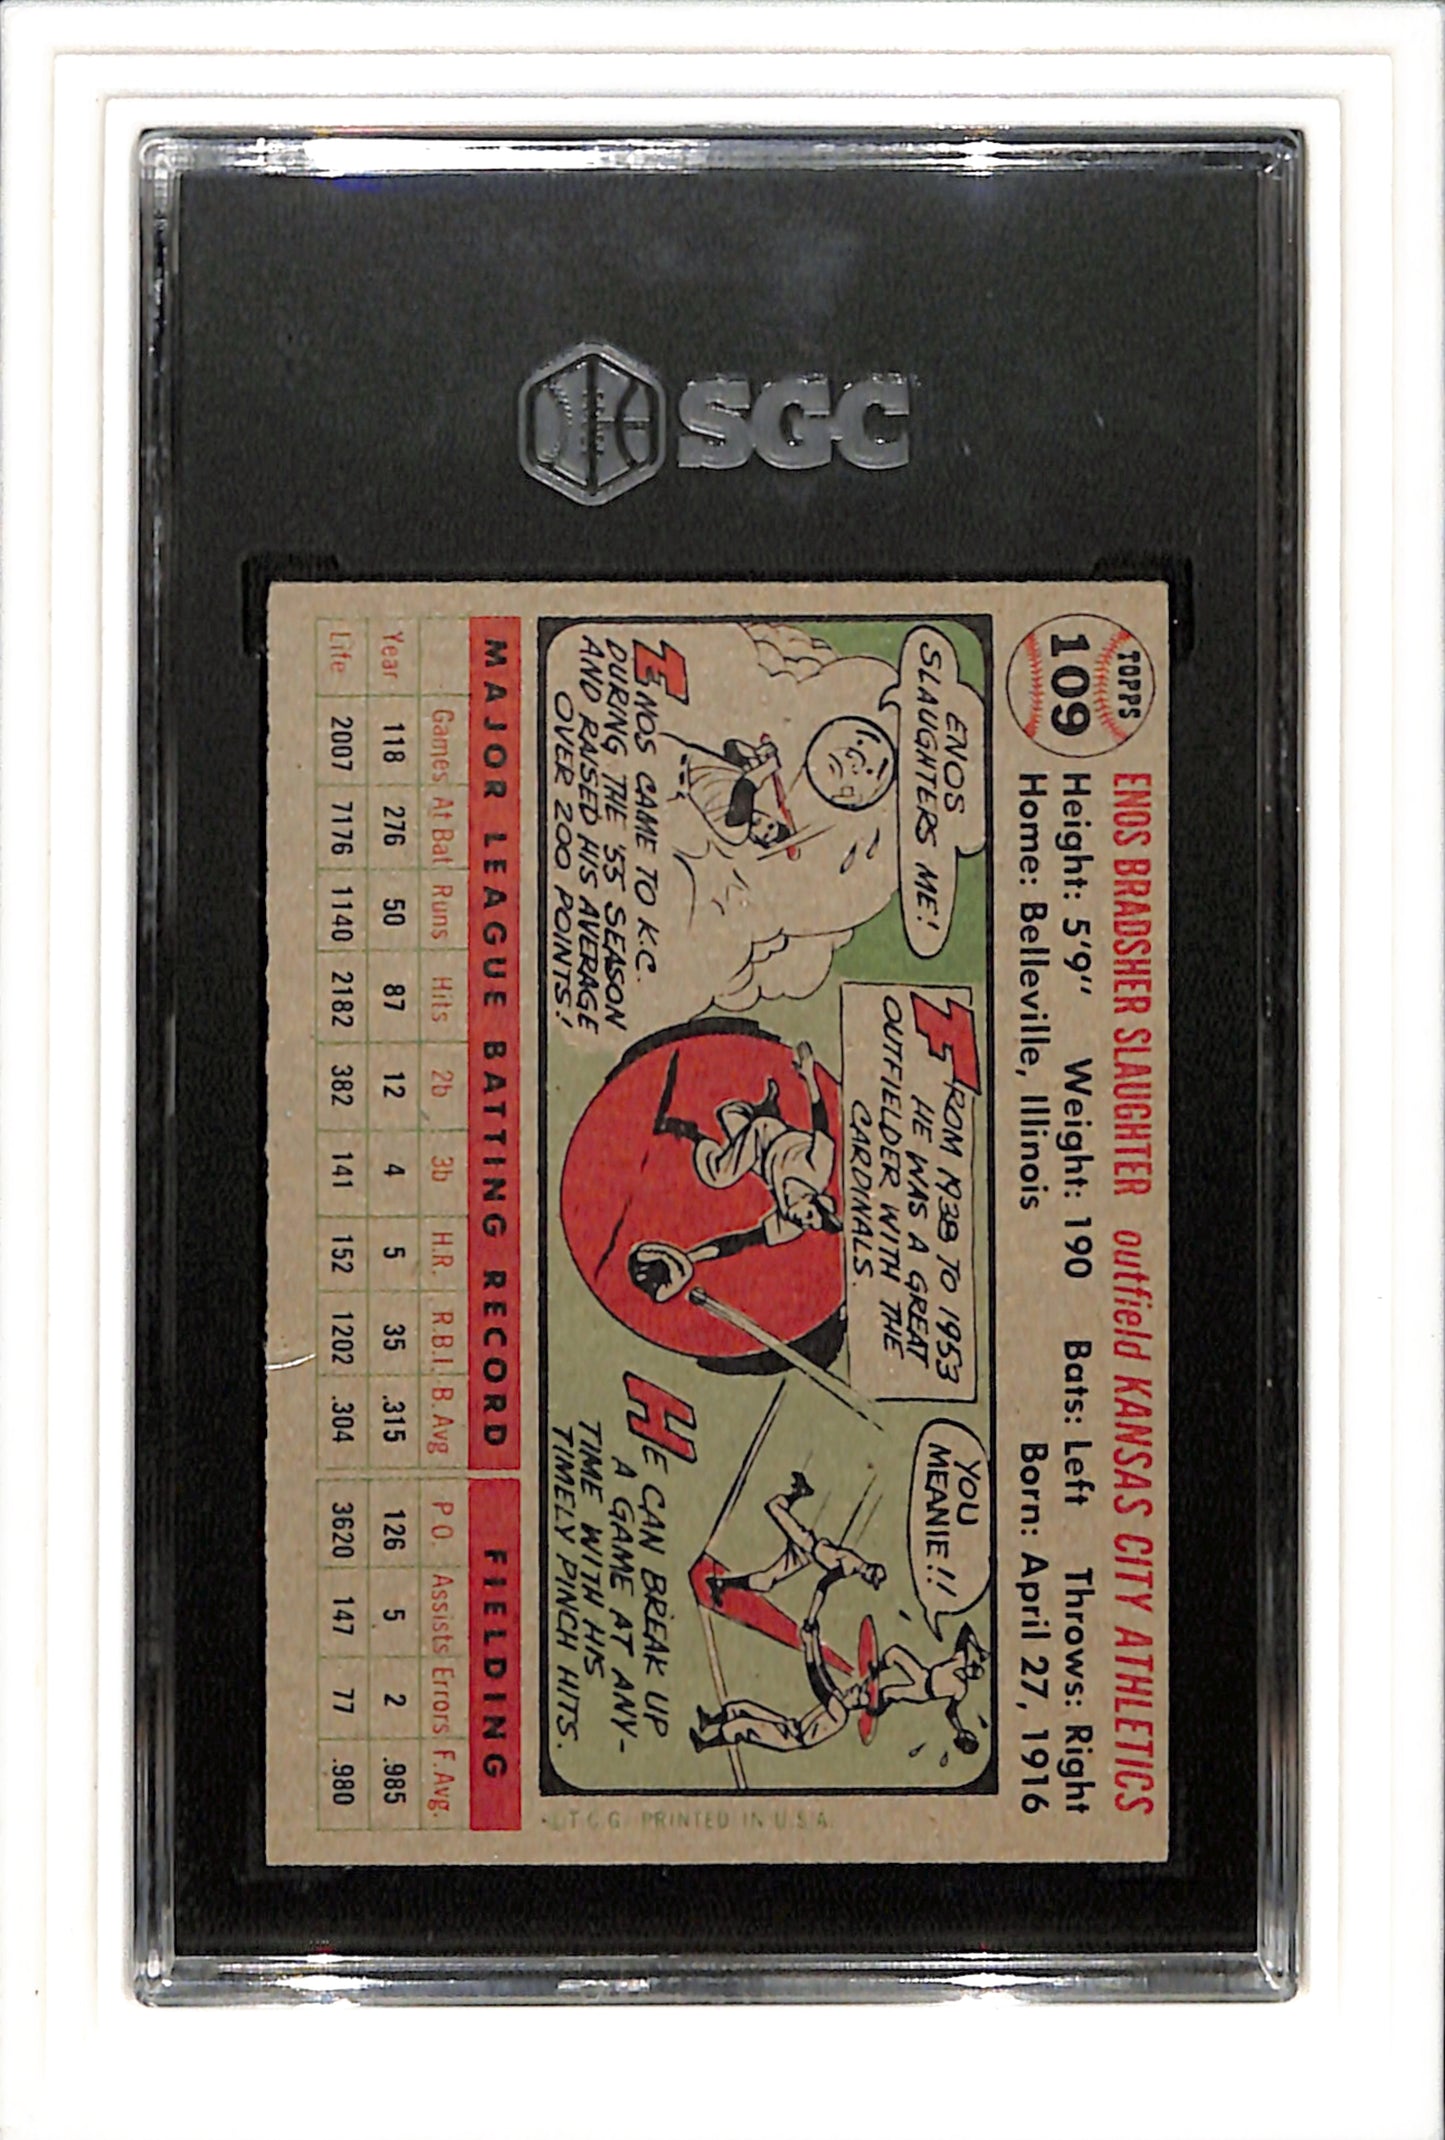 SGC
TOPPS
109
ENOS BRADSHER SLAUGHTER outfield KANSAS CITY ATHLETICS
Height: 5'9" Weight: 190 Bats: Left Throws: Right
Home: Belleville, Illinois Born: April 27, 1916
ENOS
SLAUGHTERS ME!
ENOS CAME TO K.C.
DURING THE '55 SEASON
AND RAISED HIS AVERAGE
OVER 200 POINTS!
FROM 1938 TO 1953
HE WAS A GREAT
OUTFIELDER WITH THE
CARDINALS.
YOU
MEANIE!!
HE CAN BREAK UP
A GAME AT ANY-
TIME WITH HIS
TIMELY PINCH HITS.
T.C.G. PRINTED IN U.S.A.
MAJOR LEAGUE BATTING RECORD FIELDING
Games At Bat Runs Hits 2b 3b H.R. R.B.I. B.Avg P.O. Assists Errors F.Avg.
Year 118 276 50 87 12 4 5 35 .315 126 5 2 .985
Life 2007 7176 1140 2182 382 141 152 1202 .304 3620 147 77 .980